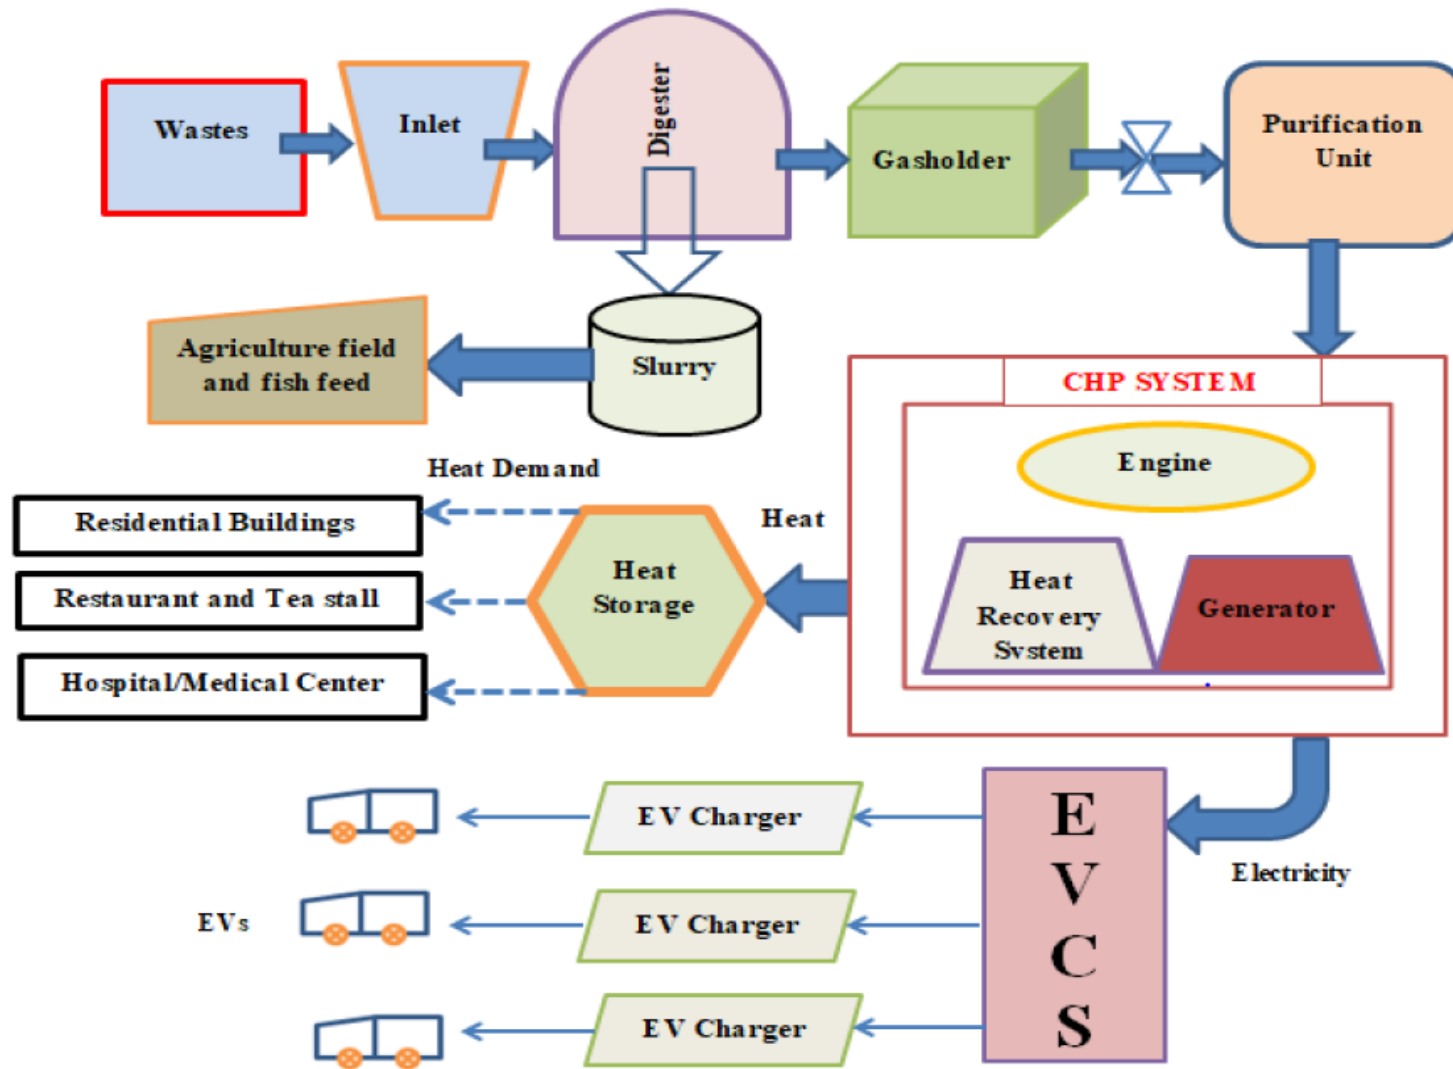 Wastes
Inlet
Digester
Gasholder
Purification
Unit
Agriculture field
and fish feed
Slurry
CHP SYSTEM
Engine
Heat
Recovery
System
Generator
Heat Demand
Residential Buildings
Restaurant and Tea stall
Hospital/Medical Center
Heat
Storage
Heat
Electricity
E
V
C
S
EV Charger
EV Charger
EV Charger
EVs